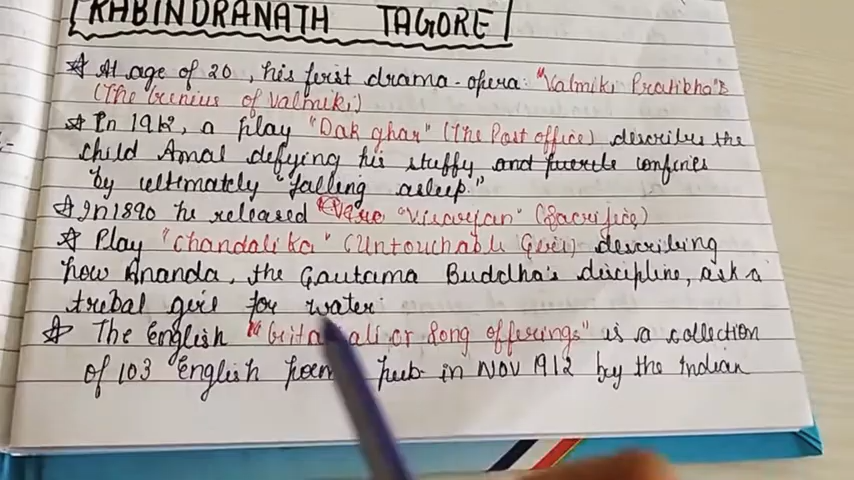 RABINDRANATH TAGORE
At age of 20, his first drama-opera: "Valmiki Pratibha"
(The Genius of Valmiki)
In 1912, a play "Dak ghar" (The Post office) describes the
child Amal defying his stuffy and puerile confines
by ultimately "falling asleep."
In 1890 he released "Visarjan" (Sacrifice)
Play "Chandalika" (Untouchable Girl) describing
how Ananda, the Gautama Buddha's discipline, ask a
trebal girl for water.
The English "Gitanjali or Song offerings" is a collection
of 103 English poems pub in NOV 1912 by the Indian